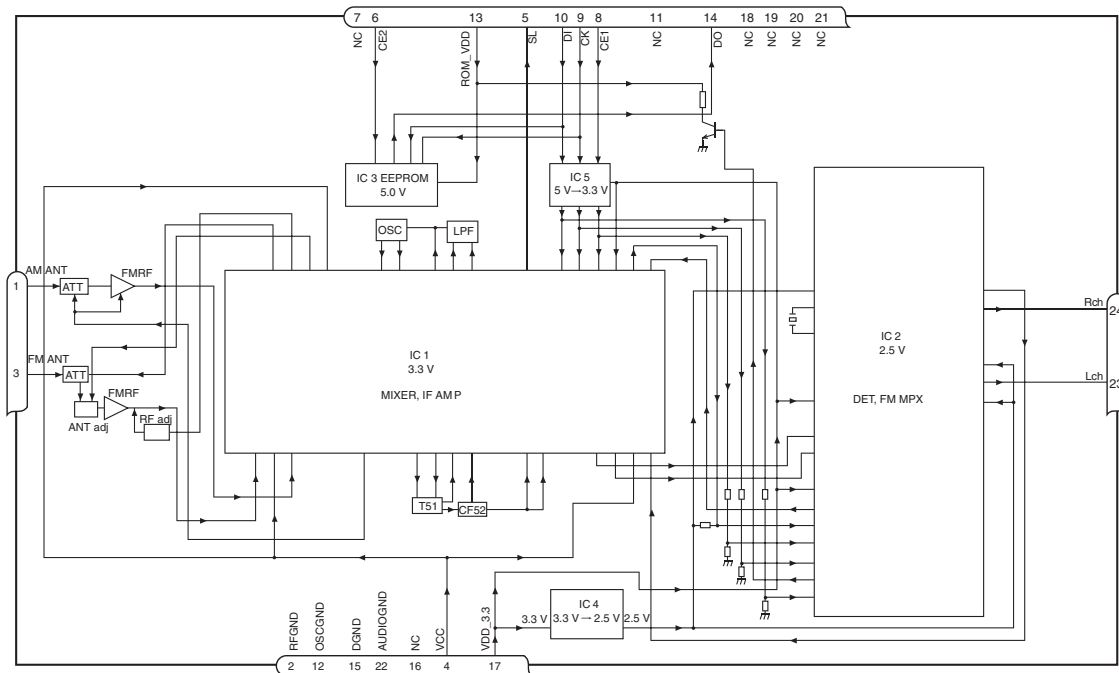 7 6 13 5 10 9 8 11 14 18 19 20 21
NC
CE2
ROM_VDD
SL
DI
CK
CE1
NC
DO
NC
NC
NC
NC
IC 3 EEPROM
5.0 V
IC 5
5 V→3.3 V
OSC
LPF
1
AM ANT
ATT
FMRF
3
FM ANT
ATT
FMRF
ANT adj
RF adj
IC 1
3.3 V
MIXER, IF AMP
IC 2
2.5 V
DET, FM MPX
Rch
24
Lch
23
T51
CF52
IC 4
3.3 V
3.3 V→2.5 V
2.5 V
RFGND
OSCGND
DGND
AUDIOGND
NC
VCC
VDD_3.3
2 12 15 22 16 4 17